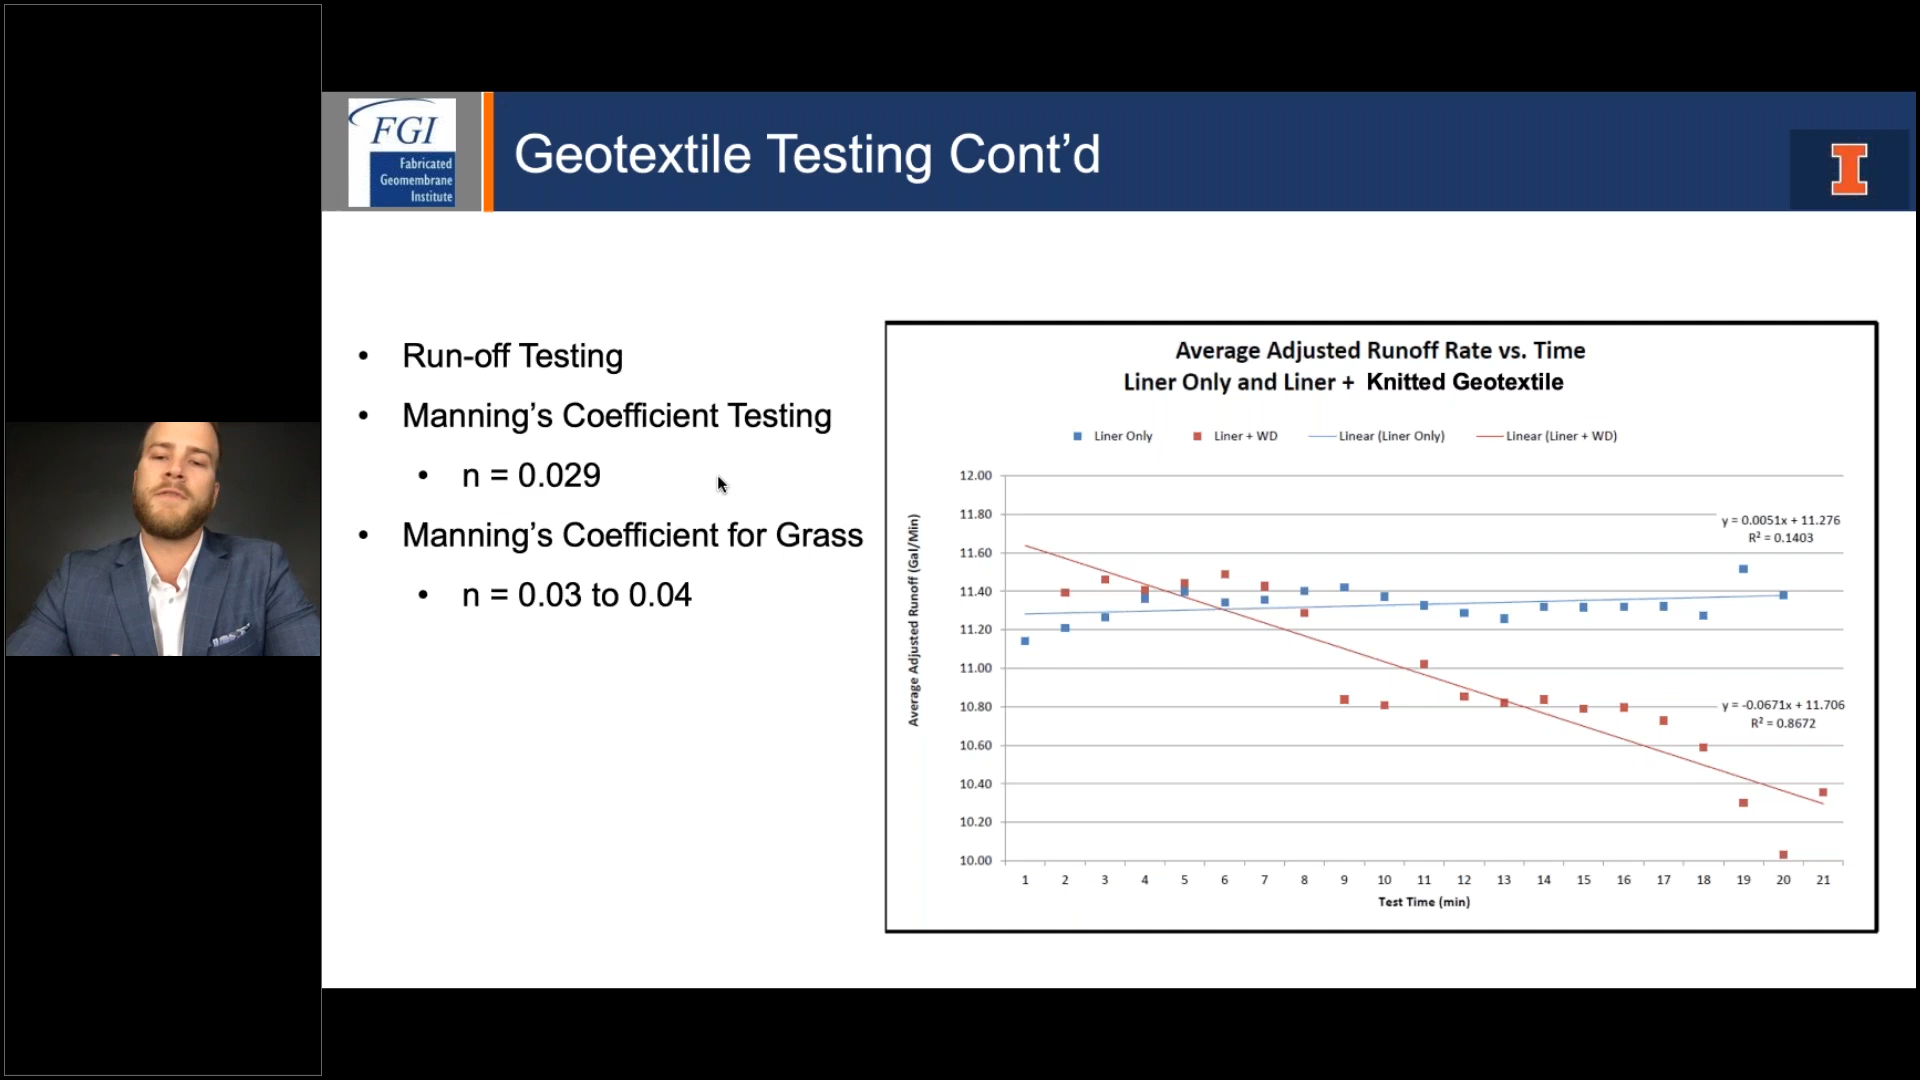 FGI
Fabricated
Geomembrane
Institute
Geotextile Testing Cont’d
I
• Run-off Testing
• Manning’s Coefficient Testing
• n = 0.029
• Manning’s Coefficient for Grass
• n = 0.03 to 0.04
Average Adjusted Runoff Rate vs. Time
Liner Only and Liner + Knitted Geotextile
Liner Only Liner + WD Linear (Liner Only) Linear (Liner + WD)
Average Adjusted Runoff (Gal/Min)
12.00
11.80
11.60
11.40
11.20
11.00
10.80
10.60
10.40
10.20
10.00
y = 0.0051x + 11.276
R² = 0.1403
y = -0.0671x + 11.706
R² = 0.8672
1 2 3 4 5 6 7 8 9 10 11 12 13 14 15 16 17 18 19 20 21
Test Time (min)